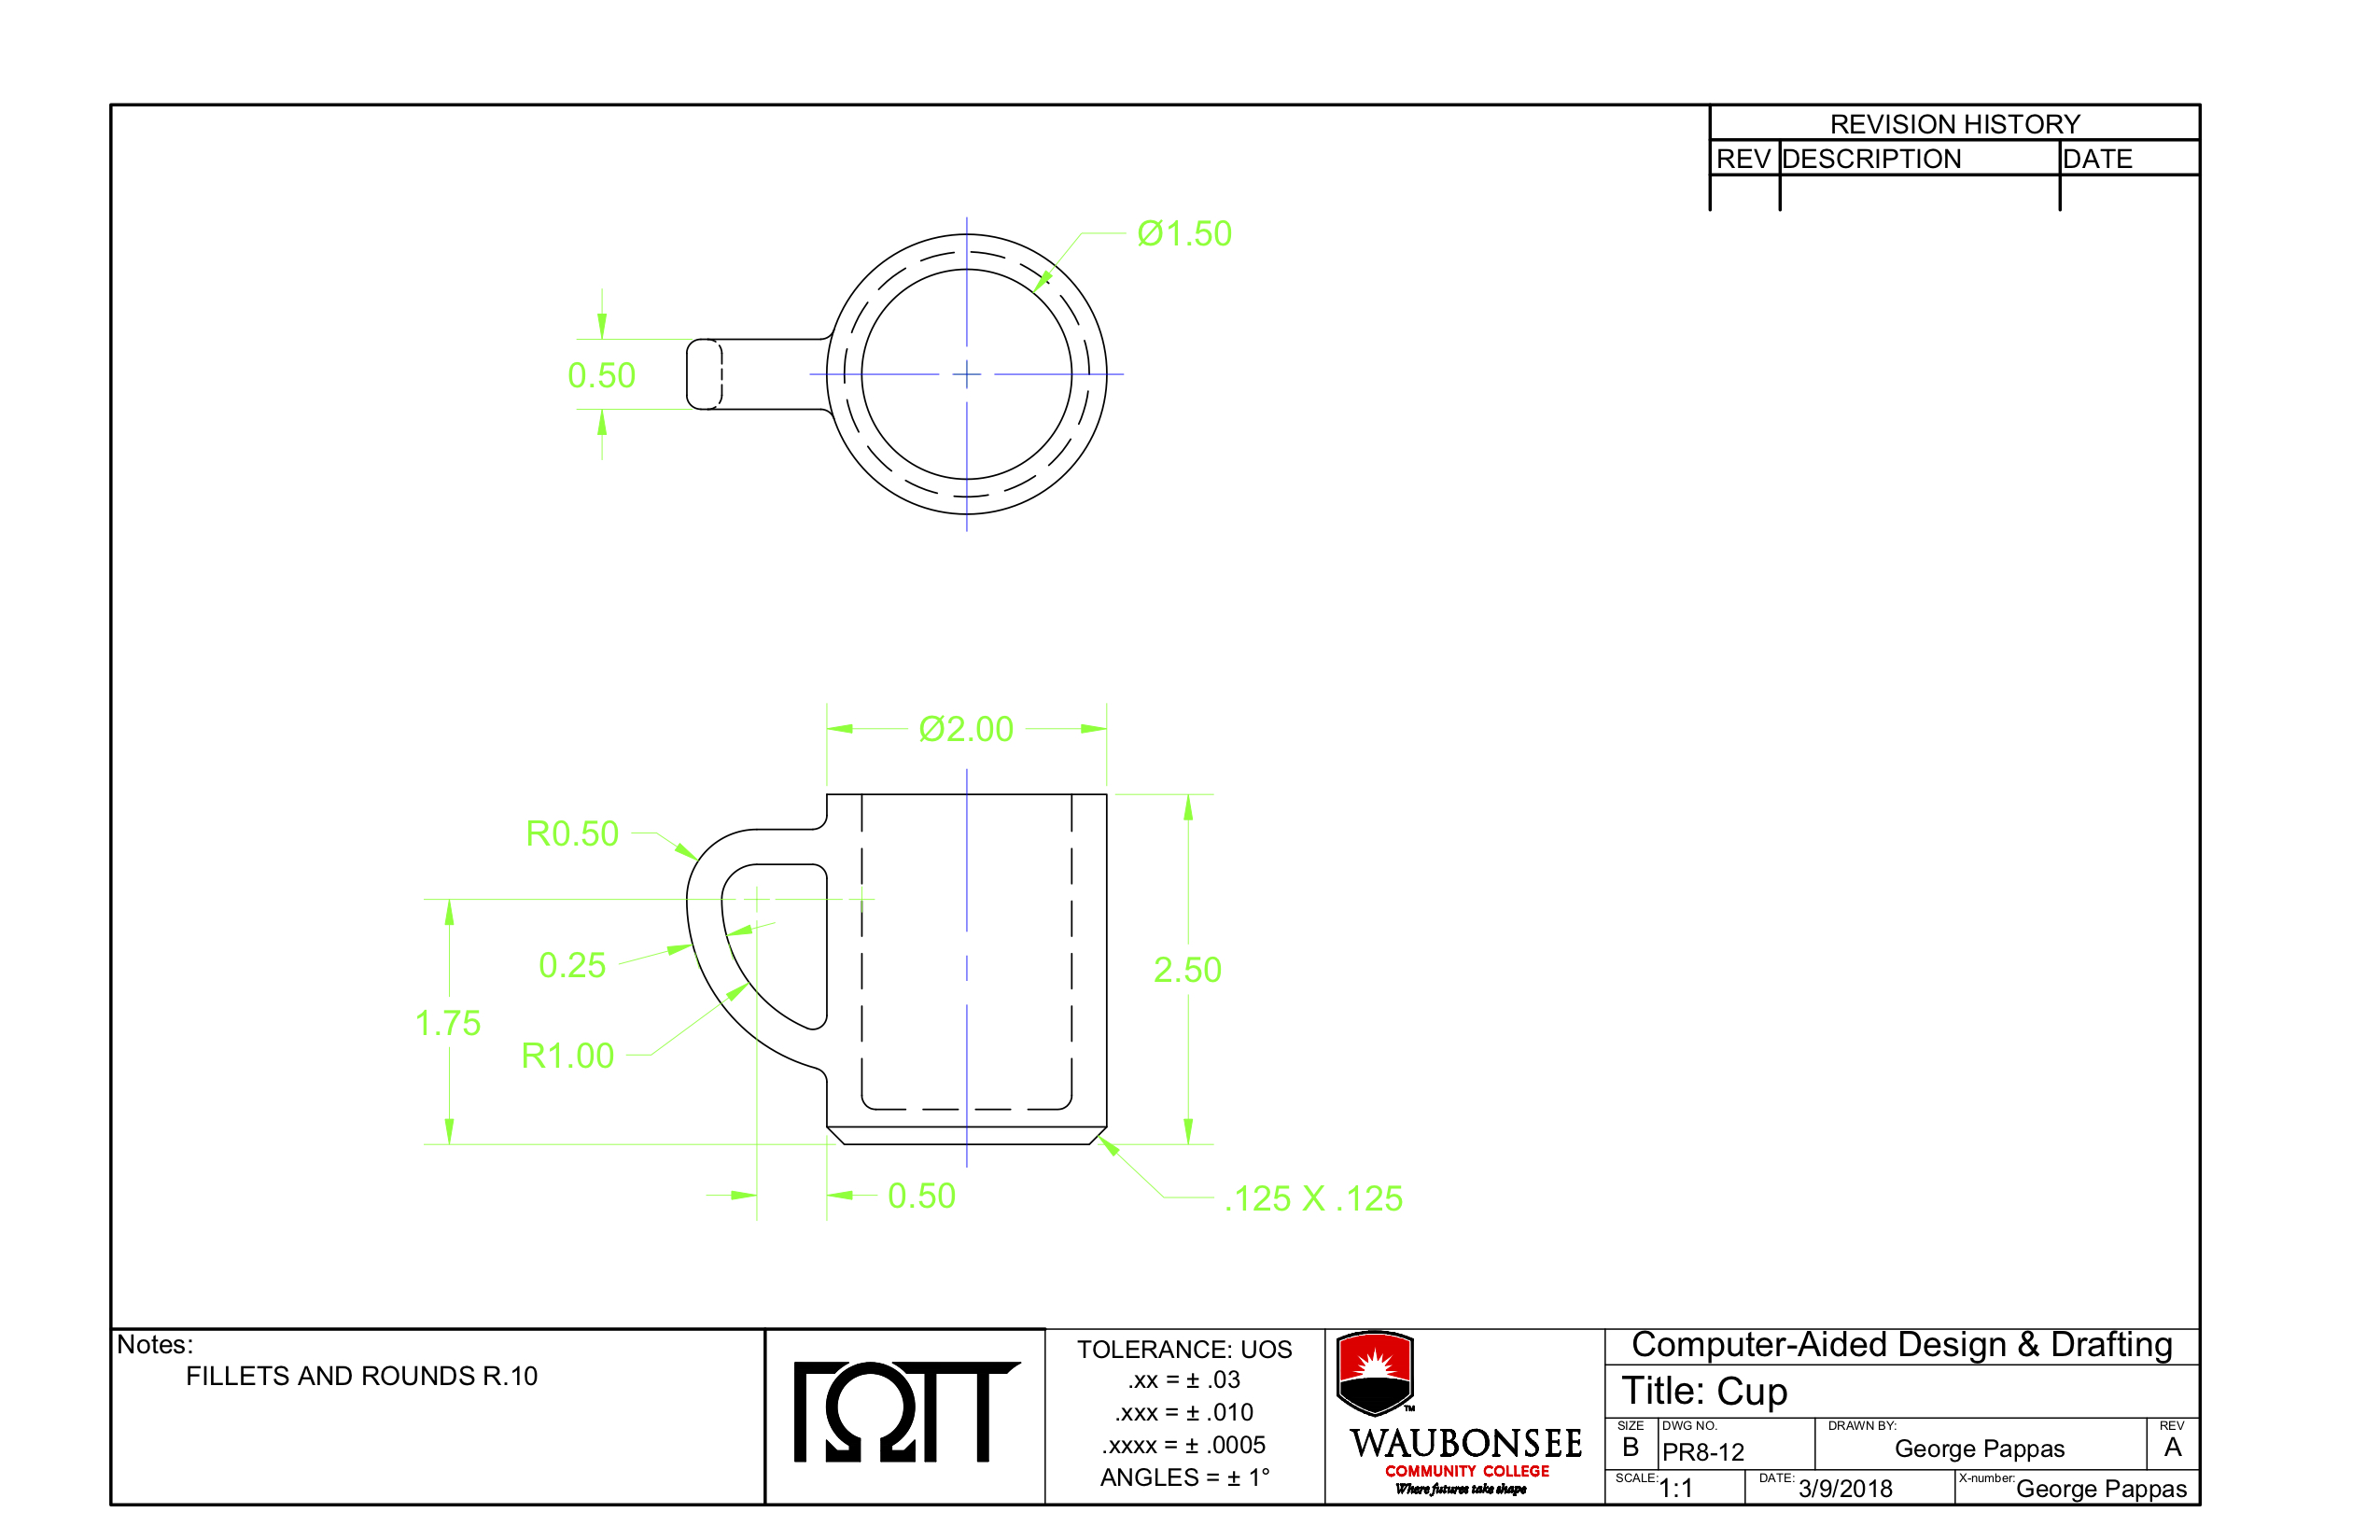 REVISION HISTORY
REV DESCRIPTION DATE
Ø1.50
0.50
Ø2.00
R0.50
0.25
2.50
1.75
R1.00
0.50
.125 X .125
Notes:
FILLETS AND ROUNDS R.10
TOLERANCE: UOS
.xx = ± .03
.xxx = ± .010
.xxxx = ± .0005
ANGLES = ± 1°
TM
WAUBONSEE
COMMUNITY COLLEGE
Where futures take shape
Computer-Aided Design & Drafting
Title: Cup
SIZE DWG NO. DRAWN BY: REV
B PR8-12 George Pappas A
SCALE: 1:1 DATE: 3/9/2018 X-number: George Pappas